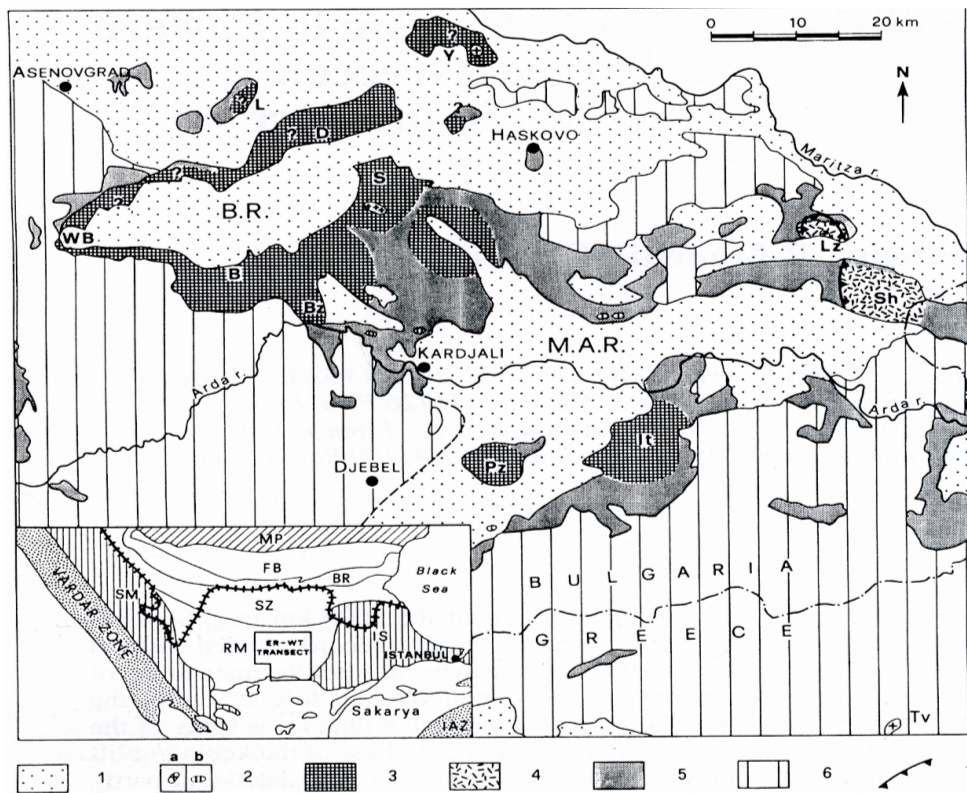 0 10 20 km
N
ASENOVGRAD
?
Y
?
L
?
D
?
HASKOVO
Maritza r.
?
?
S
B.R.
WB
B
Bz
Lz
Sh
M.A.R.
KARDJALI
Arda r.
Arda r.
It
Pz
DJEBEL
BULGARIA
GREECE
Tv
MP
FB
BR
Black
Sea
SM
SZ
VARDAR ZONE
RM
ER-WT
TRANSECT
IS
ISTANBUL
Sakarya
IAZ
a b
1 2 3 4 5 6